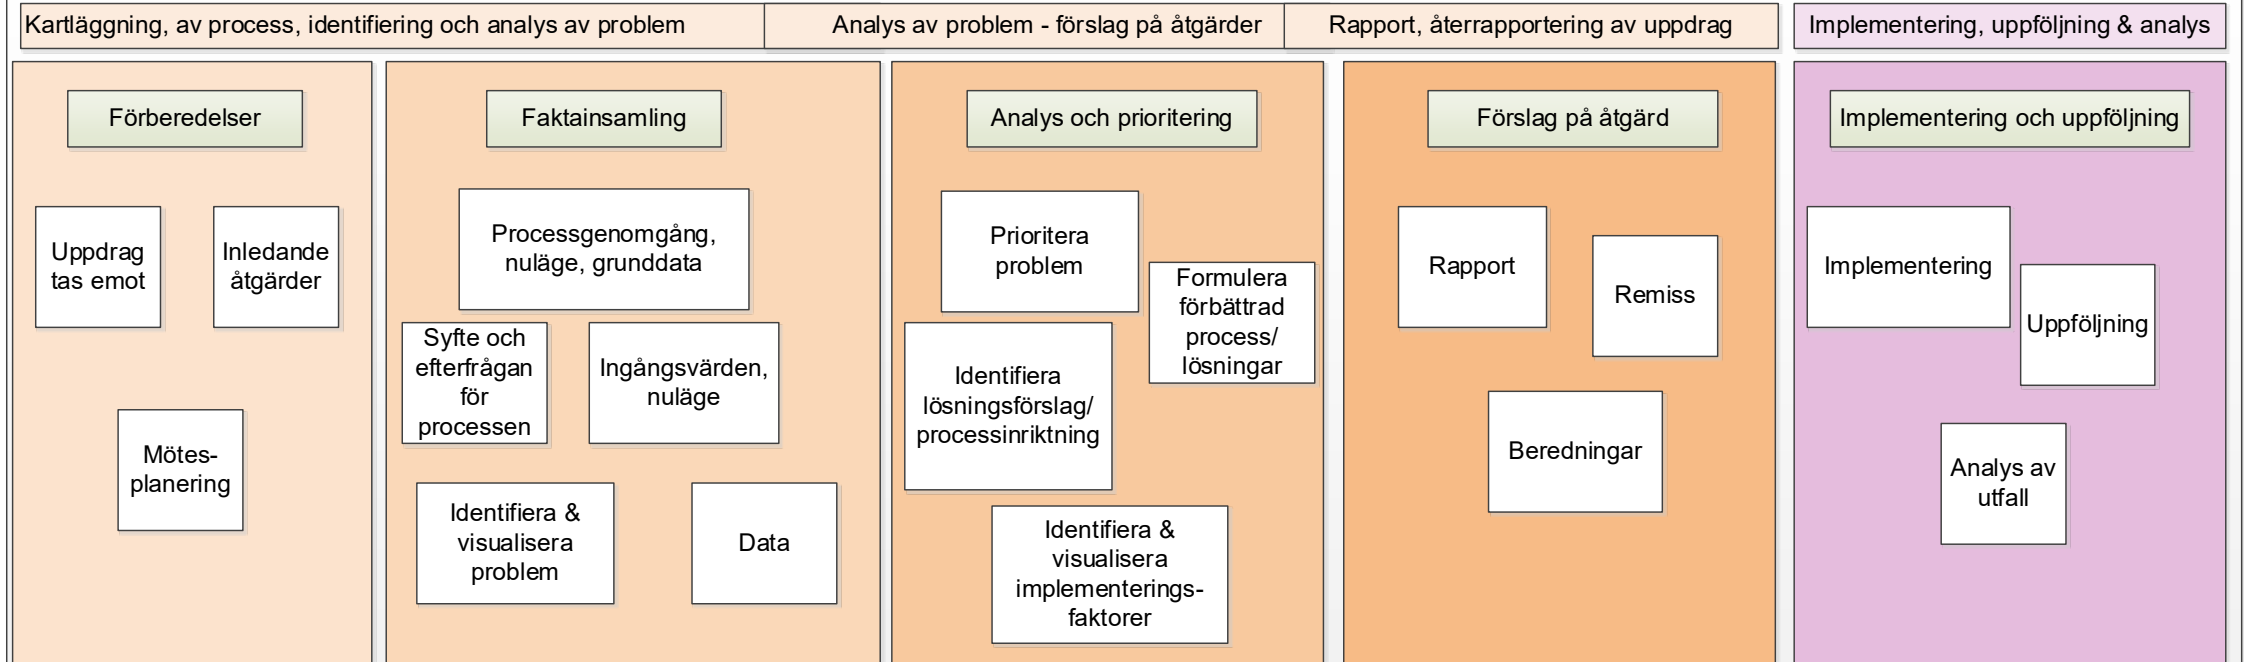 Kartläggning, av process, identifiering och analys av problem
Analys av problem - förslag på åtgärder
Rapport, återrapportering av uppdrag
Implementering, uppföljning & analys
Förberedelser
Uppdrag
tas emot
Inledande
åtgärder
Mötes-
planering
Faktainsamling
Processgenomgång,
nuläge, grunddata
Syfte och
efterfrågan
för
processen
Ingångsvärden,
nuläge
Identifiera &
visualisera
problem
Data
Analys och prioritering
Prioritera
problem
Formulera
förbättrad
process/
lösningar
Identifiera
lösningsförslag/
processinriktning
Identifiera &
visualisera
implementerings-
faktorer
Förslag på åtgärd
Rapport
Remiss
Beredningar
Implementering och uppföljning
Implementering
Uppföljning
Analys av
utfall